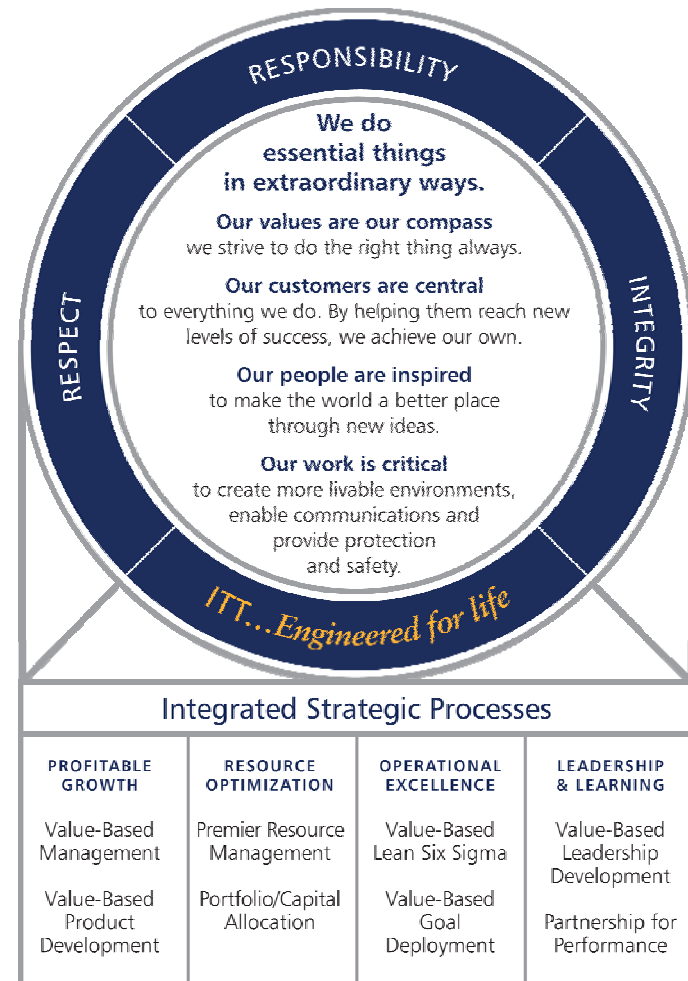 RESPONSIBILITY
RESPECT
INTEGRITY
We do
essential things
in extraordinary ways.
Our values are our compass
we strive to do the right thing always.
Our customers are central
to everything we do. By helping them reach new
levels of success, we achieve our own.
Our people are inspired
to make the world a better place
through new ideas.
Our work is critical
to create more livable environments,
enable communications and
provide protection
and safety.
ITT...Engineered for life
Integrated Strategic Processes
PROFITABLE
GROWTH
Value-Based
Management
Value-Based
Product
Development
RESOURCE
OPTIMIZATION
Premier Resource
Management
Portfolio/Capital
Allocation
OPERATIONAL
EXCELLENCE
Value-Based
Lean Six Sigma
Value-Based
Goal
Deployment
LEADERSHIP
& LEARNING
Value-Based
Leadership
Development
Partnership for
Performance